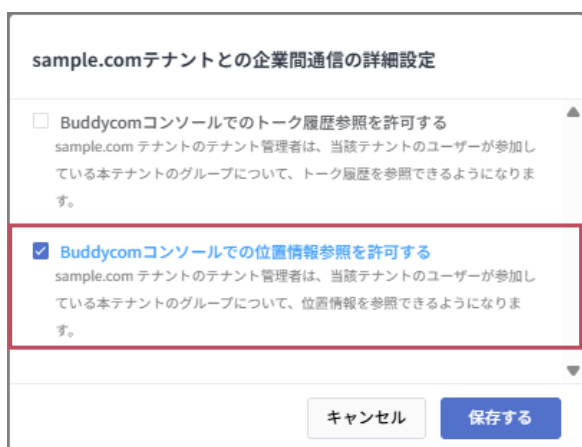 sample.comテナントとの企業間通信の詳細設定
Buddycomコンソールでのトーク履歴参照を許可する
sample.com テナントのテナント管理者は、当該テナントのユーザーが参加し
ている本テナントのグループについて、トーク履歴を参照できるようになりま
す。
Buddycomコンソールでの位置情報参照を許可する
sample.com テナントのテナント管理者は、当該テナントのユーザーが参加し
ている本テナントのグループについて、位置情報を参照できるようになりま
す。
キャンセル
保存する